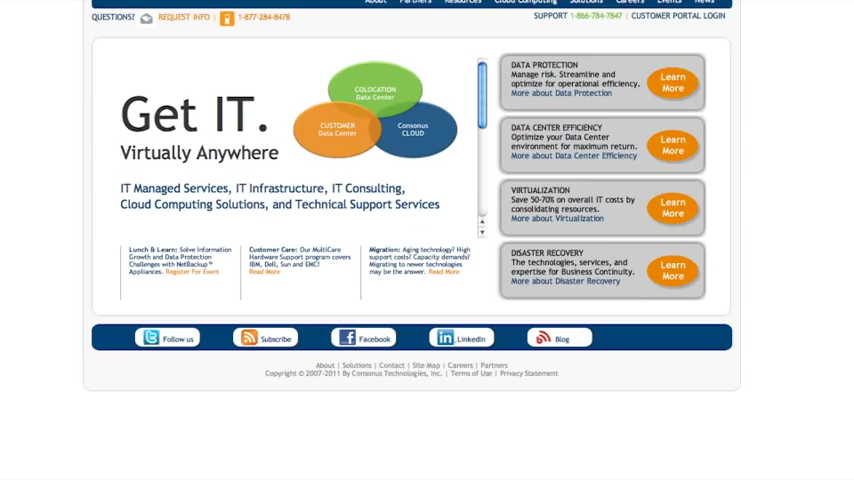 About Partners Resources Cloud Computing Solutions Careers Events News
QUESTIONS? REQUEST INFO | 1-877-284-8478
SUPPORT 1-866-784-7847 | CUSTOMER PORTAL LOGIN
Get IT.
Virtually Anywhere
COLOCATION
Data Center
CUSTOMER
Data Center
Consonus
CLOUD
IT Managed Services, IT Infrastructure, IT Consulting,
Cloud Computing Solutions, and Technical Support Services
Lunch & Learn: Solve Information
Growth and Data Protection
Challenges with NetBackup™
Appliances. Register For Event
Customer Care: Our MultiCare
Hardware Support program covers
IBM, Dell, Sun and EMC!
Read More
Migration: Aging technology? High
support costs? Capacity demands?
Migrating to newer technologies
may be the answer. Read More
DATA PROTECTION
Manage risk. Streamline and
optimize for operational efficiency.
More about Data Protection
Learn
More
DATA CENTER EFFICIENCY
Optimize your Data Center
environment for maximum return.
More about Data Center Efficiency
Learn
More
VIRTUALIZATION
Save 50-70% on overall IT costs by
consolidating resources.
More about Virtualization
Learn
More
DISASTER RECOVERY
The technologies, services, and
expertise for Business Continuity.
More about Disaster Recovery
Learn
More
Follow us
Subscribe
Facebook
LinkedIn
Blog
About | Solutions | Contact | Site Map | Careers | Partners
Copyright © 2007-2011 By Consonus Technologies, Inc. | Terms of Use | Privacy Statement